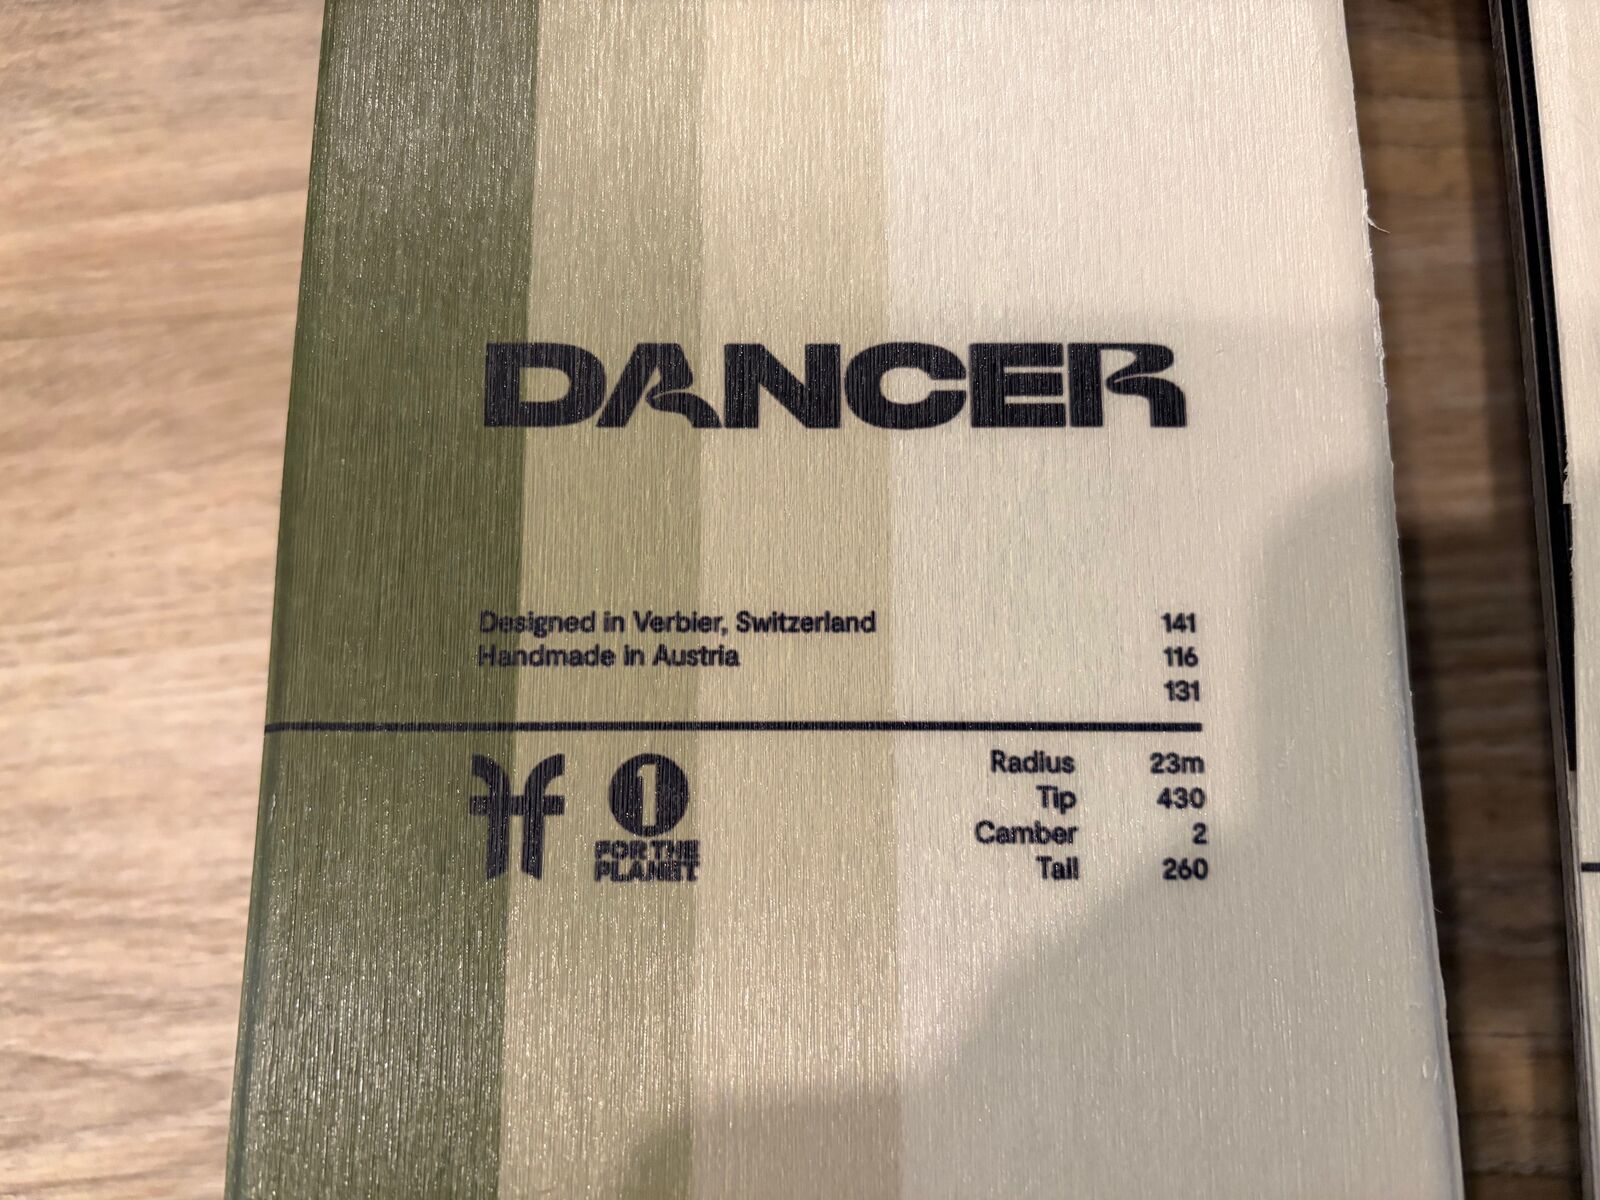 DANCER
Designed in Verbier, Switzerland
Handmade in Austria
141
116
131
1
FOR THE
PLANET
Radius 23m
Tip 430
Camber 2
Tail 260